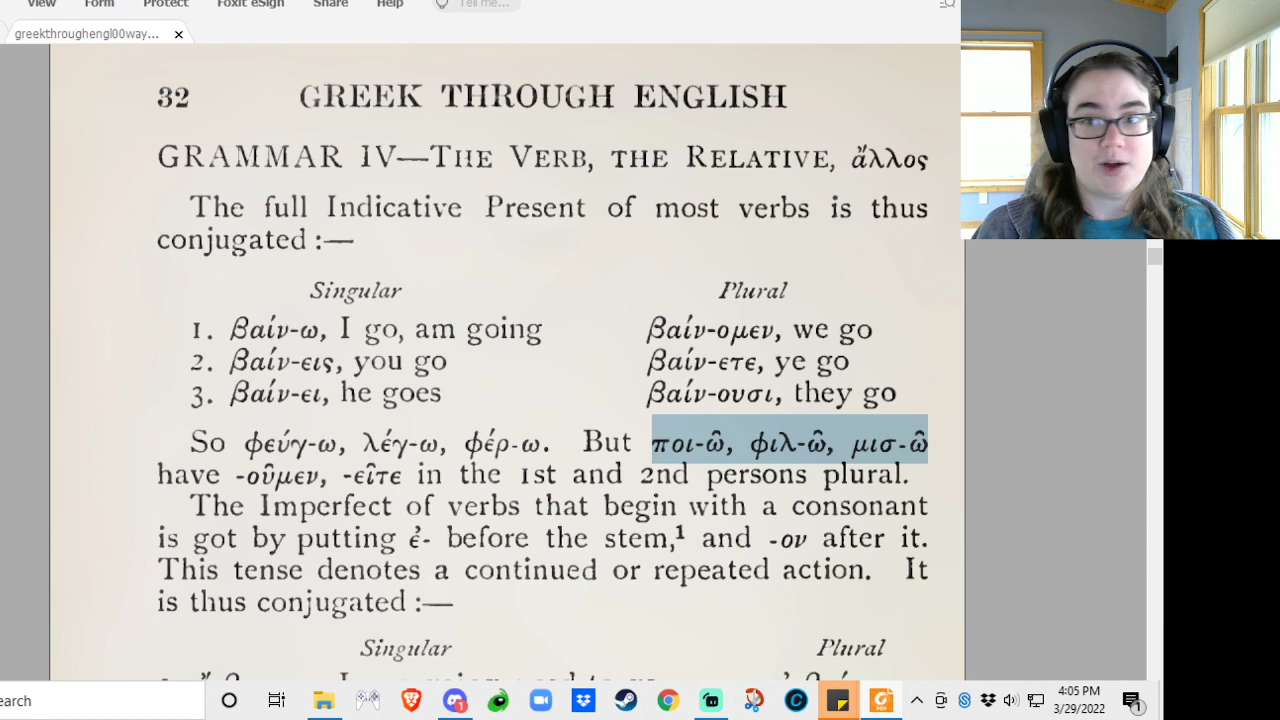 View Form Protect Foxit eSign Share Help Tell me...
greekthroughengl00way... ×
32 GREEK THROUGH ENGLISH
GRAMMAR IV—THE VERB, THE RELATIVE, ἄλλος
The full Indicative Present of most verbs is thus
conjugated :—
Singular Plural
1. βαίν-ω, I go, am going βαίν-ομεν, we go
2. βαίν-εις, you go βαίν-ετε, ye go
3. βαίν-ει, he goes βαίν-ουσι, they go
So φεύγ-ω, λέγ-ω, φέρ-ω. But ποι-ῶ, φιλ-ῶ, μισ-ῶ
have -οῦμεν, -εῖτε in the 1st and 2nd persons plural.
The Imperfect of verbs that begin with a consonant
is got by putting ἐ- before the stem,¹ and -ον after it.
This tense denotes a continued or repeated action. It
is thus conjugated :—
Singular Plural
earch
4:05 PM
3/29/2022